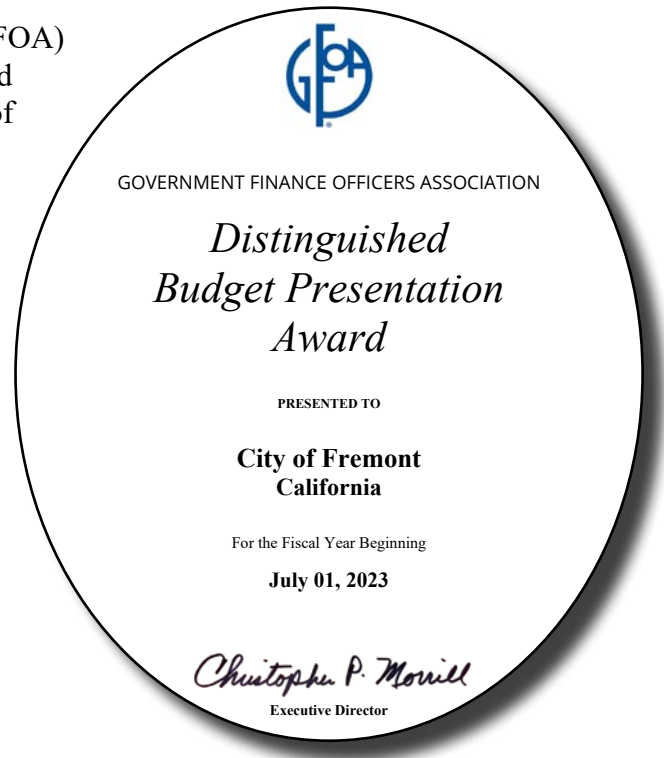 FOA)
d
of
GFOA
GOVERNMENT FINANCE OFFICERS ASSOCIATION
Distinguished
Budget Presentation
Award
PRESENTED TO
City of Fremont
California
For the Fiscal Year Beginning
July 01, 2023
Christopher P. Morrill
Executive Director